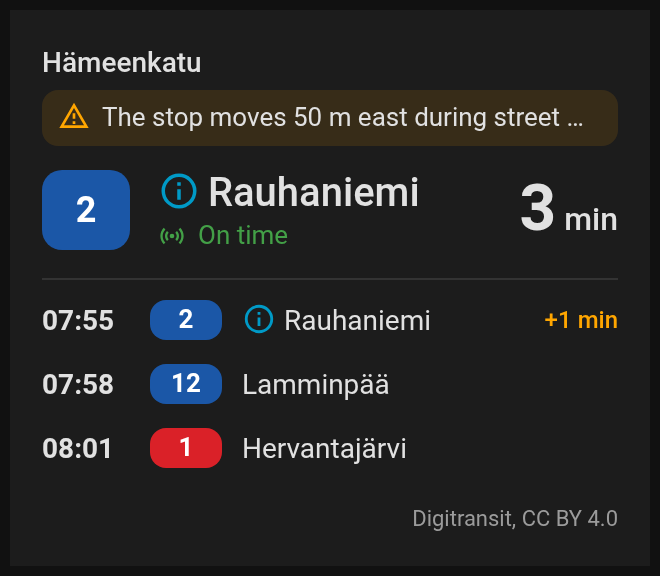 Hämeenkatu
The stop moves 50 m east during street …
2 Rauhaniemi 3 min
On time
07:55 2 Rauhaniemi +1 min
07:58 12 Lamminpää
08:01 1 Hervantajärvi
Digitransit, CC BY 4.0